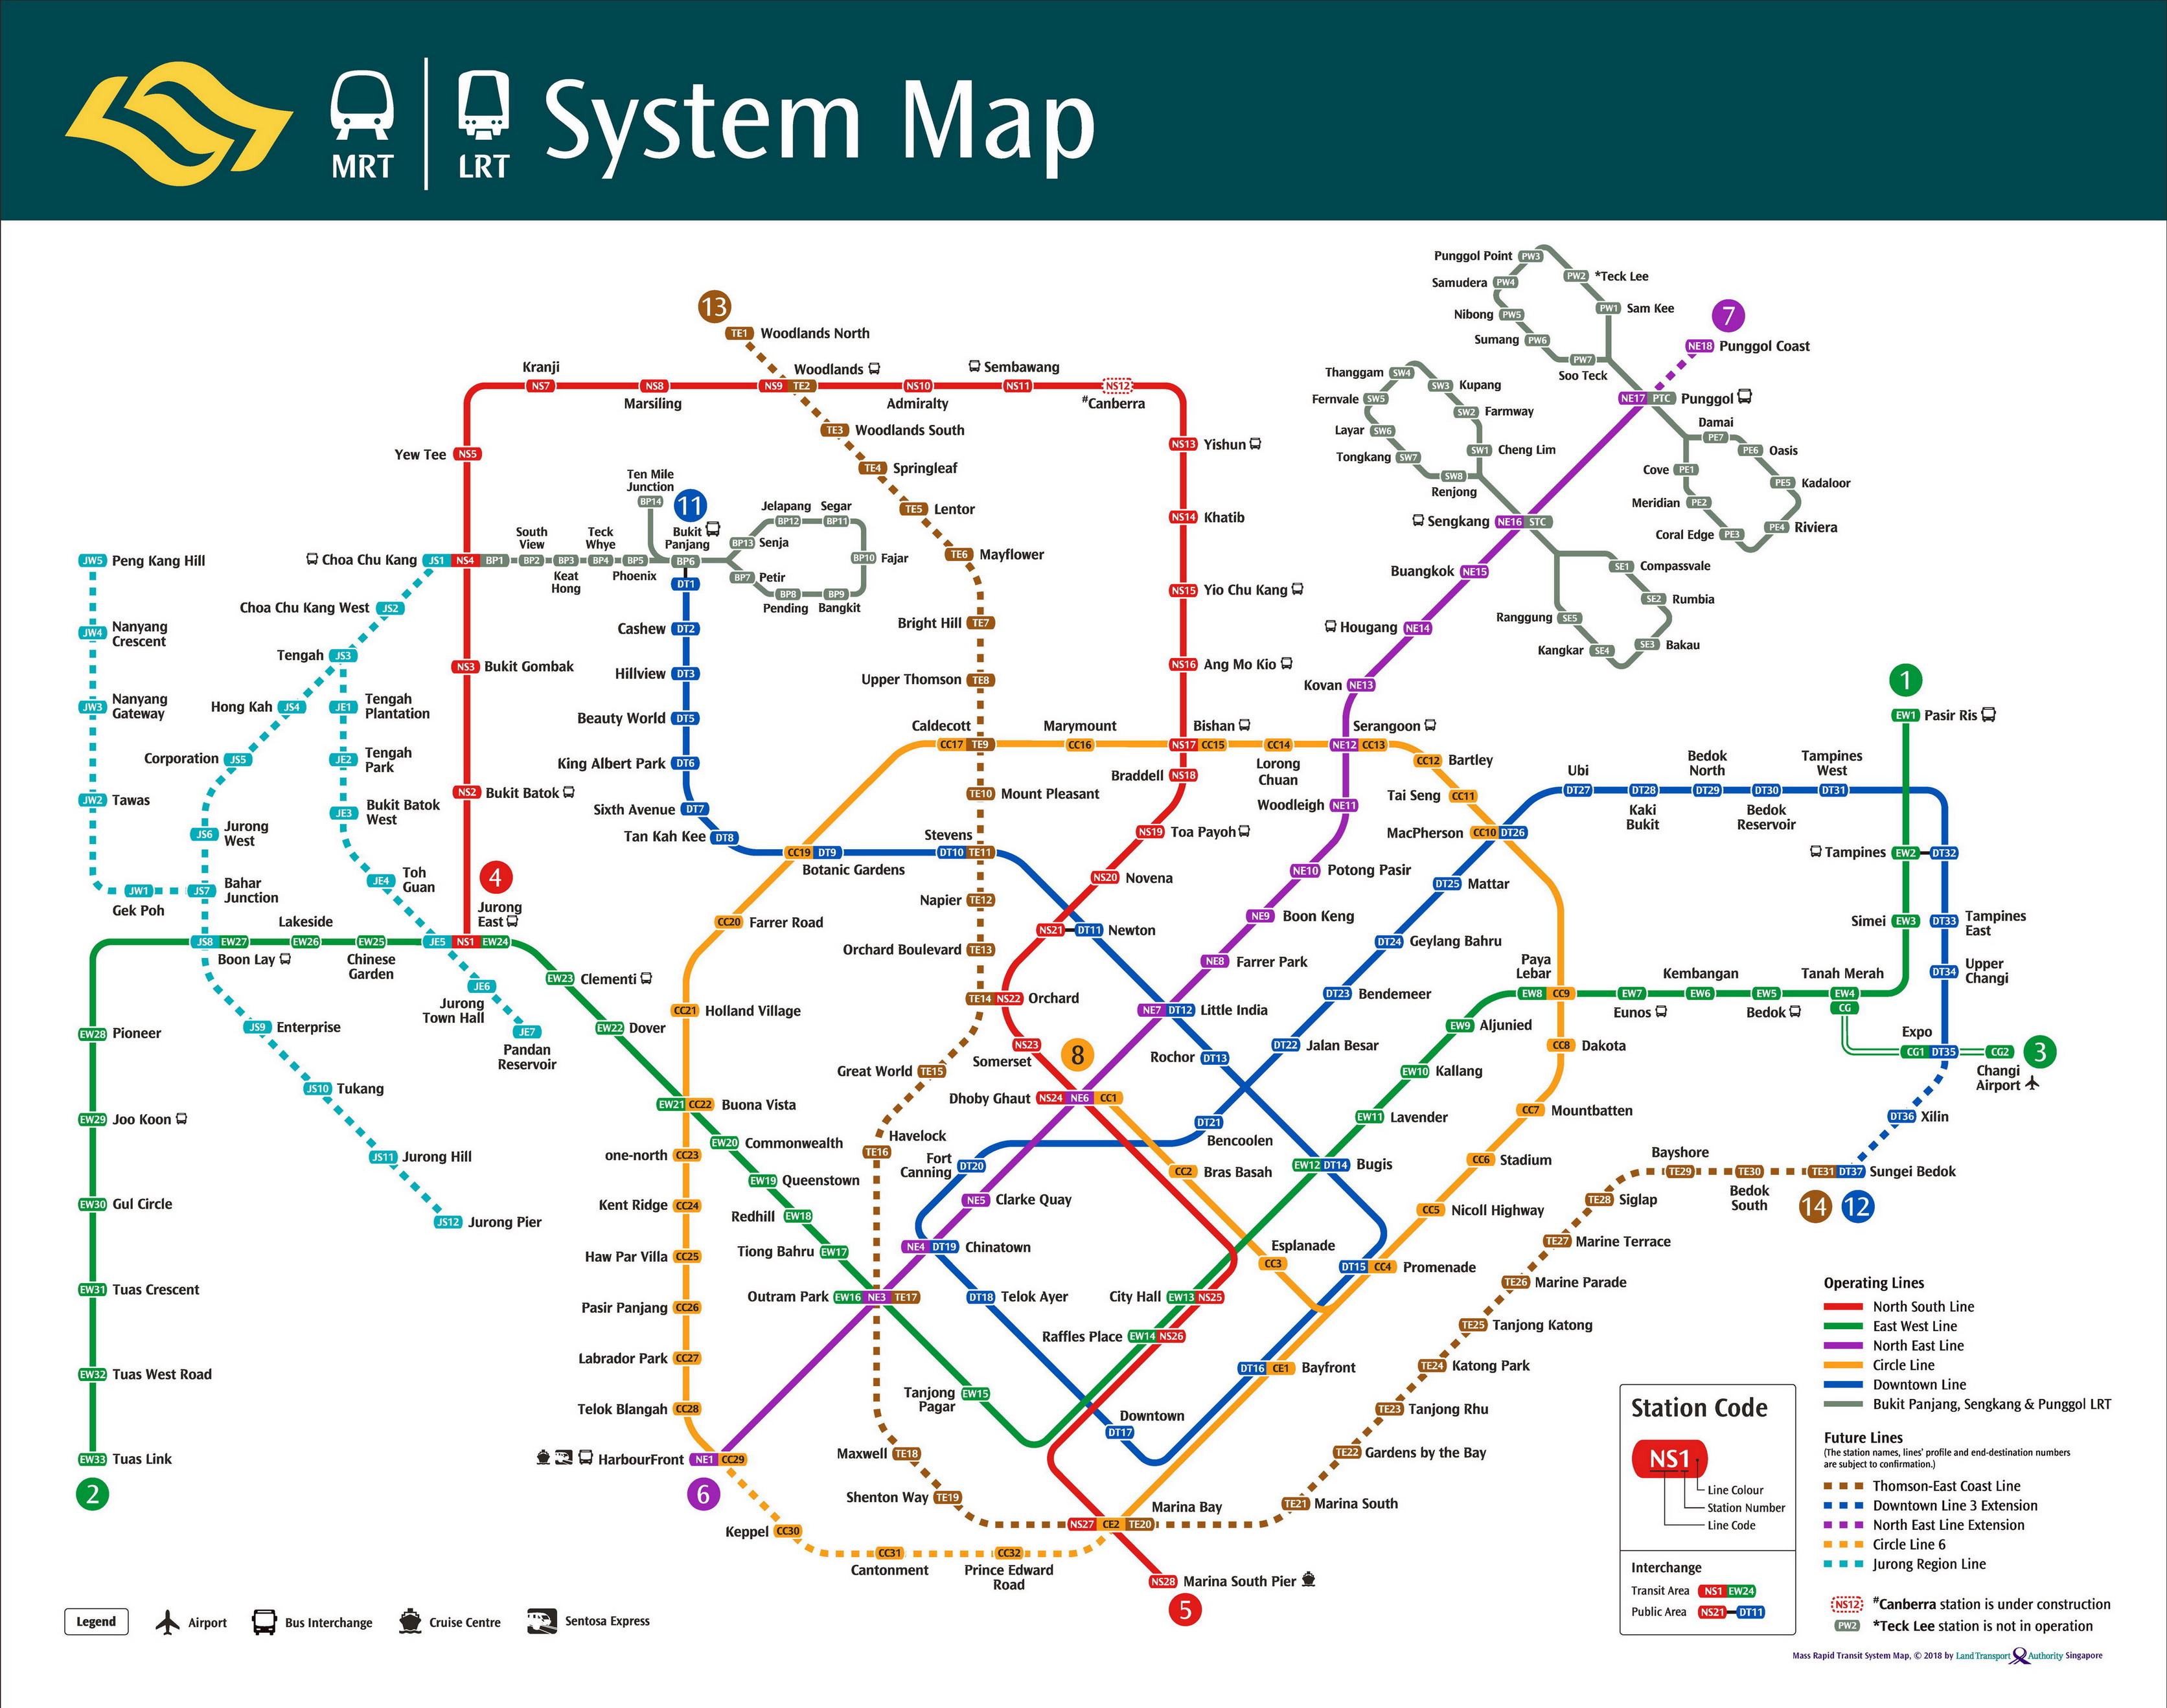 MRT
LRT
System Map
13
TE1 Woodlands North
Kranji
NS7
NS8
Marsiling
Woodlands
NS9 TE2
NS10
Admiralty
Sembawang
NS11
NS12
#Canberra
TE3 Woodlands South
TE4 Springleaf
TE5 Lentor
TE6 Mayflower
Bright Hill TE7
Upper Thomson TE8
Caldecott
CC17 TE9
Marymount
CC16
Bishan
NS17 CC15
CC14
Lorong
Chuan
Serangoon
NE12 CC13
CC12 Bartley
Tai Seng CC11
MacPherson CC10 DT26
NS13 Yishun
NS14 Khatib
NS15 Yio Chu Kang
NS16 Ang Mo Kio
Braddell NS18
NS19 Toa Payoh
NS20 Novena
NS21 DT11 Newton
Punggol Point PW3
PW2 *Teck Lee
Samudera PW4
PW1 Sam Kee
Nibong PW5
Sumang PW6
PW7
Soo Teck
7
NE18 Punggol Coast
NE17 PTC Punggol
Thanggam SW4
SW3 Kupang
Fernvale SW5
SW2 Farmway
Layar SW6
Tongkang SW7
SW1 Cheng Lim
SW8
Renjong
Damai
PE7
PE6 Oasis
Cove PE1
PE5 Kadaloor
Meridian PE2
Coral Edge PE3
PE4 Riviera
Sengkang NE16 STC
Buangkok NE15
SE1 Compassvale
SE2 Rumbia
Ranggung SE5
Kangkar SE4
SE3 Bakau
Hougang NE14
Kovan NE13
Woodleigh NE11
NE10 Potong Pasir
NE9 Boon Keng
NE8 Farrer Park
NE7 DT12 Little India
Yew Tee NS5
Ten Mile
Junction
BP14
11
Bukit
Panjang
BP6
DT1
Choa Chu Kang JS1 NS4 BP1
South
View
BP2
BP3
Keat
Hong
Teck
Whye
BP4
BP5
Phoenix
Jelapang
BP12
Segar
BP11
BP13 Senja
BP10 Fajar
BP7 Petir
BP8
Pending
BP9
Bangkit
JW5 Peng Kang Hill
JW4 Nanyang
Crescent
JW3 Nanyang
Gateway
JW2 Tawas
JW1
Gek Poh
Choa Chu Kang West JS2
Tengah JS3
Hong Kah JS4
Corporation JS5
JS6 Jurong
West
JS7 Bahar
Junction
JE1 Tengah
Plantation
JE2 Tengah
Park
JE3 Bukit Batok
West
JE4 Toh
Guan
NS3 Bukit Gombak
NS2 Bukit Batok
4
Jurong
East
JE5 NS1 EW24
JS8 EW27
Boon Lay
Lakeside
EW26
EW25
Chinese
Garden
JE6
Jurong
Town Hall
JE7
Pandan
Reservoir
JS9 Enterprise
JS10 Tukang
JS11 Jurong Hill
JS12 Jurong Pier
EW28 Pioneer
EW29 Joo Koon
EW30 Gul Circle
EW31 Tuas Crescent
EW32 Tuas West Road
EW33 Tuas Link
2
Cashew DT2
Hillview DT3
Beauty World DT5
King Albert Park DT6
Sixth Avenue DT7
Tan Kah Kee DT8
CC19 DT9
Botanic Gardens
Stevens
DT10 TE11
TE10 Mount Pleasant
Napier TE12
Orchard Boulevard TE13
TE14 NS22 Orchard
NS23
Somerset
Great World TE15
Havelock
TE16
CC20 Farrer Road
CC21 Holland Village
EW23 Clementi
EW22 Dover
EW21 CC22 Buona Vista
EW20 Commonwealth
EW19 Queenstown
Redhill EW18
Tiong Bahru EW17
Outram Park EW16 NE3 TE17
one-north CC23
Kent Ridge CC24
Haw Par Villa CC25
Pasir Panjang CC26
Labrador Park CC27
Telok Blangah CC28
HarbourFront NE1 CC29
6
Keppel CC30
CC31
Cantonment
CC32
Prince Edward
Road
8
Dhoby Ghaut NS24 NE6 CC1
Rochor DT13
DT21
Bencoolen
Fort
Canning DT20
NE5 Clarke Quay
NE4 DT19 Chinatown
DT18 Telok Ayer
CC2 Bras Basah
Esplanade
CC3
City Hall EW13 NS25
Raffles Place EW14 NS26
Tanjong
Pagar EW15
Downtown
DT17
Maxwell TE18
Shenton Way TE19
Marina Bay
NS27 CE2 TE20
NS28 Marina South Pier
5
EW12 DT14 Bugis
DT15 CC4 Promenade
DT16 CE1 Bayfront
1
EW1 Pasir Ris
Ubi
DT27
DT28
Kaki
Bukit
Bedok
North
DT29
DT30
Bedok
Reservoir
Tampines
West
DT31
Tampines EW2 DT32
Simei EW3
DT33 Tampines
East
DT34 Upper
Changi
DT25 Mattar
DT24 Geylang Bahru
DT23 Bendemeer
DT22 Jalan Besar
Paya
Lebar
EW8 CC9
EW7
Eunos
Kembangan
EW6
EW5
Bedok
Tanah Merah
EW4
CG
Expo
CG1 DT35
CG2
Changi
Airport
3
EW9 Aljunied
EW10 Kallang
EW11 Lavender
CC8 Dakota
CC7 Mountbatten
CC6 Stadium
CC5 Nicoll Highway
DT36 Xilin
Bayshore
TE29
TE30
Bedok
South
TE31 DT37 Sungei Bedok
14
12
TE28 Siglap
TE27 Marine Terrace
TE26 Marine Parade
TE25 Tanjong Katong
TE24 Katong Park
TE23 Tanjong Rhu
TE22 Gardens by the Bay
TE21 Marina South
Station Code
NS1
Line Colour
Station Number
Line Code
Interchange
Transit Area NS1 EW24
Public Area NS21 DT11
Operating Lines
North South Line
East West Line
North East Line
Circle Line
Downtown Line
Bukit Panjang, Sengkang & Punggol LRT
Future Lines
(The station names, lines' profile and end-destination numbers
are subject to confirmation.)
Thomson-East Coast Line
Downtown Line 3 Extension
North East Line Extension
Circle Line 6
Jurong Region Line
NS12 #Canberra station is under construction
PW2 *Teck Lee station is not in operation
Legend
Airport
Bus Interchange
Cruise Centre
Sentosa Express
Mass Rapid Transit System Map, © 2018 by Land Transport Authority Singapore